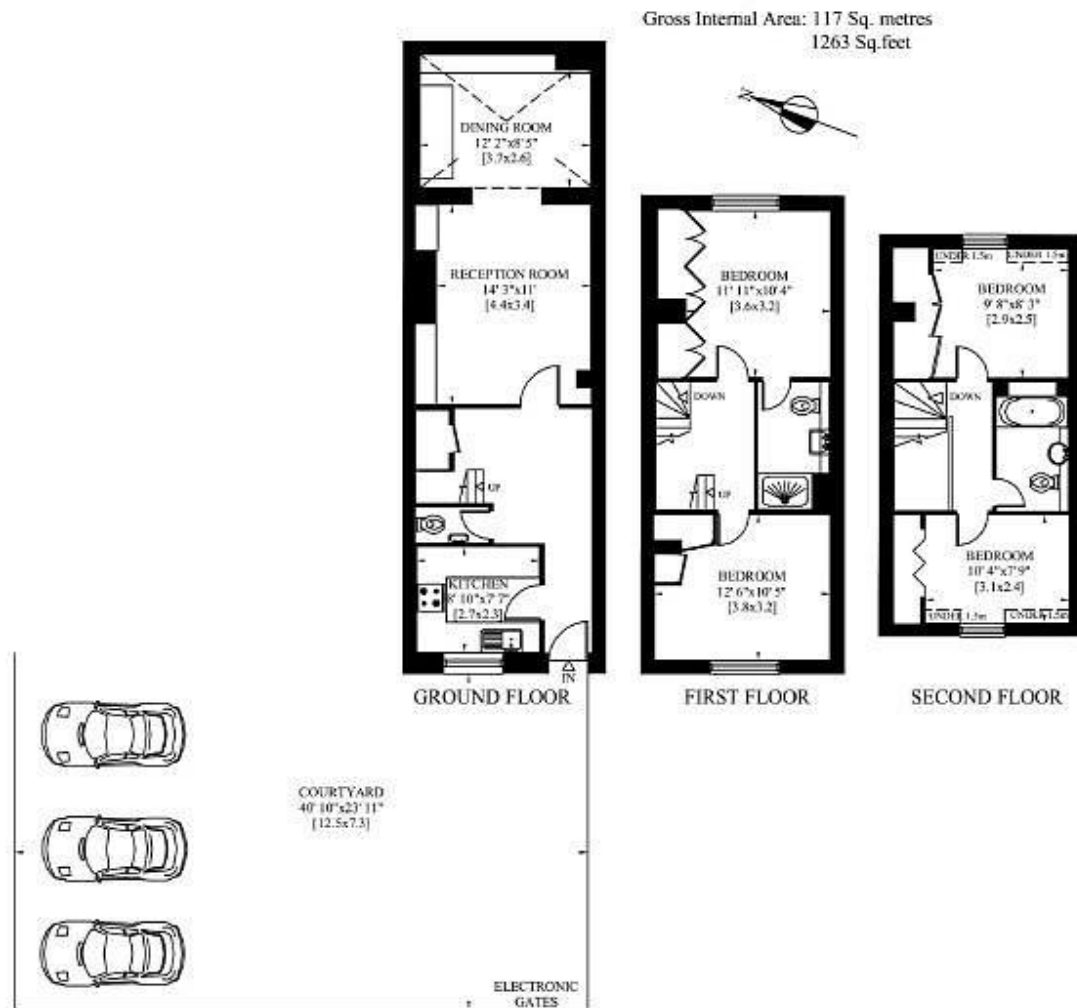 Gross Internal Area: 117 Sq. metres
1263 Sq.feet
N
DINING ROOM
12' 2"x8' 5"
[3.7x2.6]
RECEPTION ROOM
14' 3"x11'
[4.4x3.4]
UP
KITCHEN
8' 10"x7' 7"
[2.7x2.3]
IN
GROUND FLOOR
BEDROOM
11' 11"x10' 4"
[3.6x3.2]
DOWN
UP
BEDROOM
12' 6"x10' 5"
[3.8x3.2]
FIRST FLOOR
UNDER 1.5m
UNDER 1.5m
BEDROOM
9' 8"x8' 3"
[2.9x2.5]
DOWN
BEDROOM
10' 4"x7' 9"
[3.1x2.4]
UNDER 1.5m
UNDER 1.5m
SECOND FLOOR
COURTYARD
40' 10"x23' 11"
[12.5x7.3]
ELECTRONIC
GATES